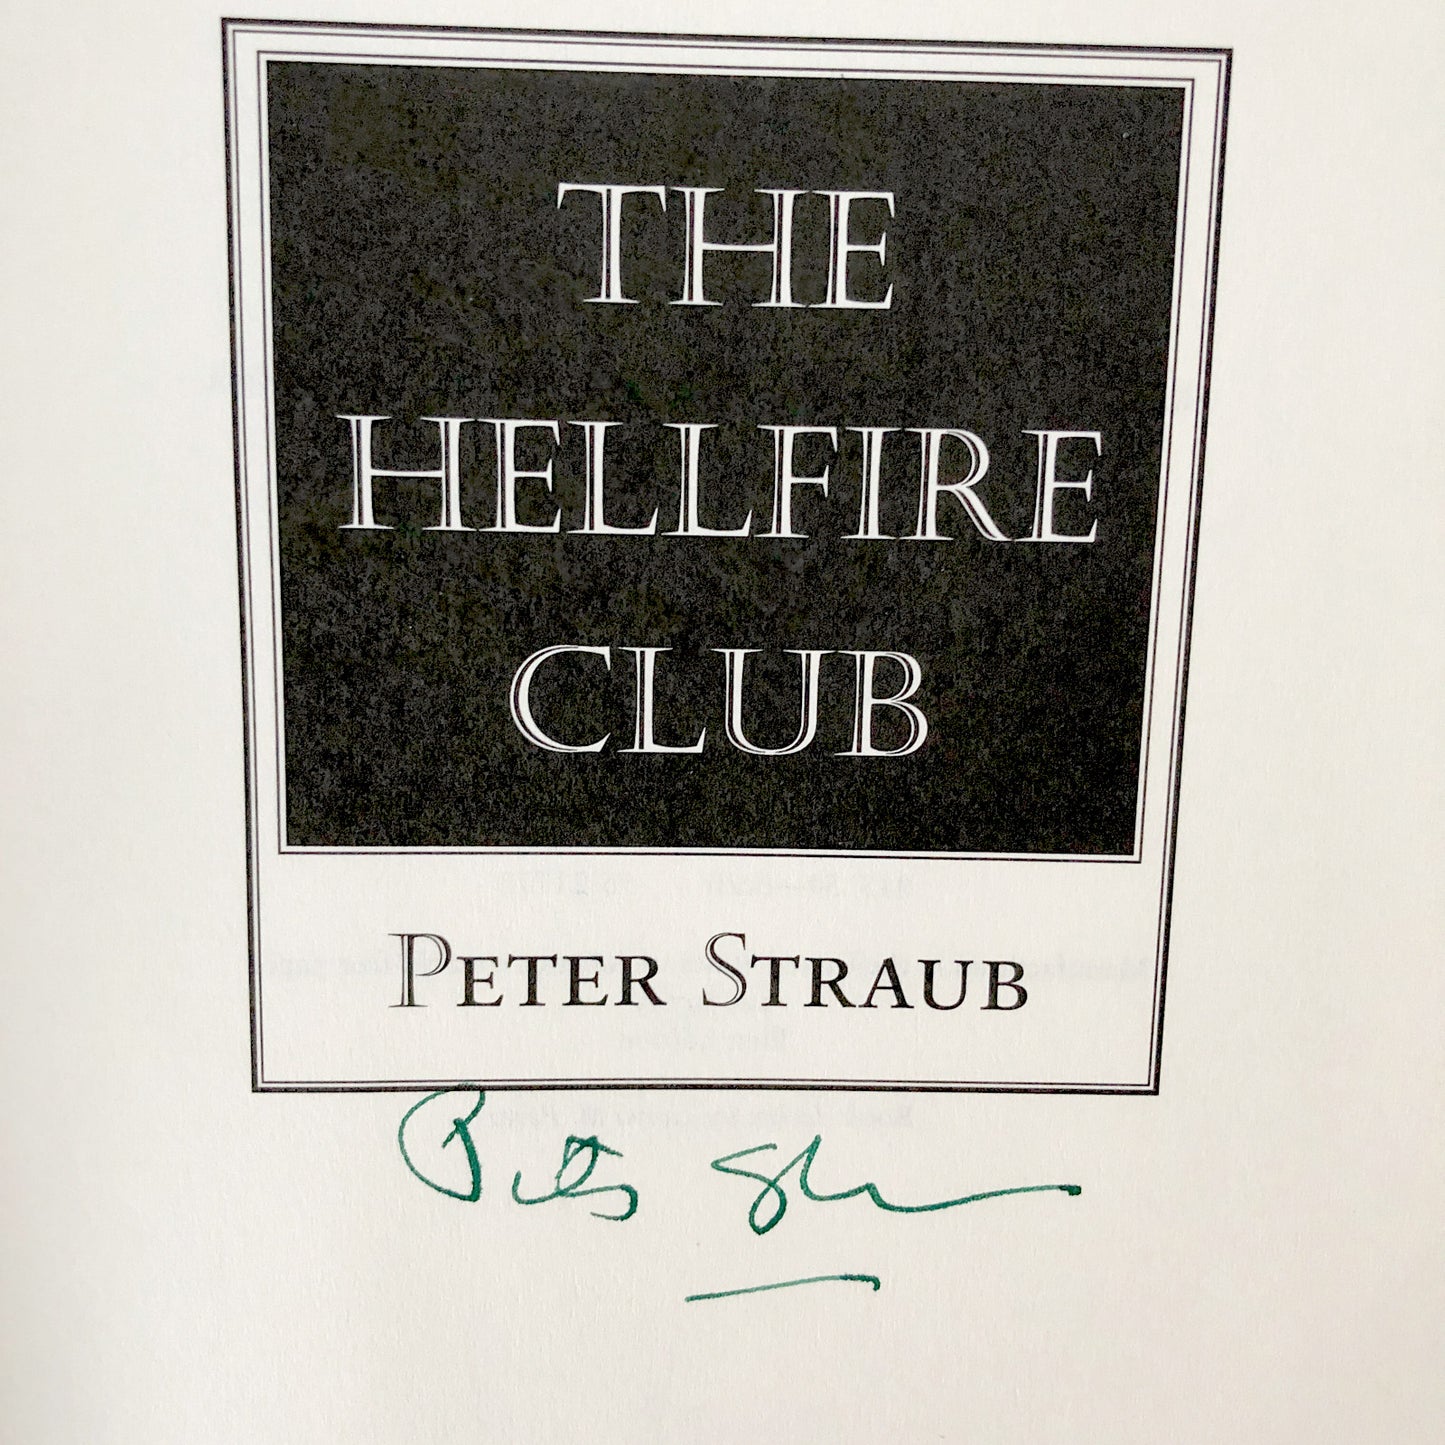 THE
HELLFIRE
CLUB
PETER STRAUB